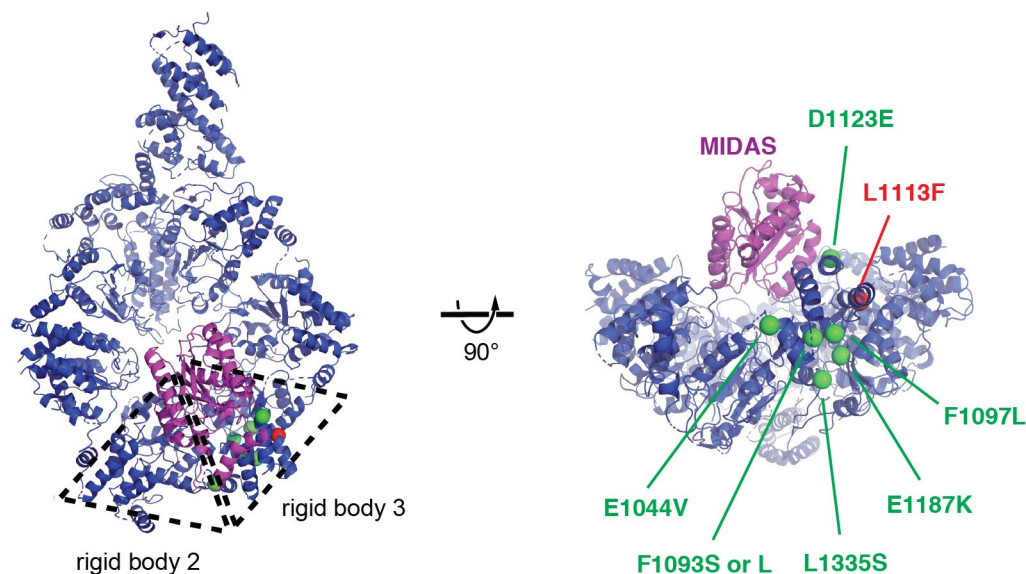 rigid body 2
rigid body 3
90°
MIDAS
D1123E
L1113F
F1097L
E1187K
L1335S
F1093S or L
E1044V